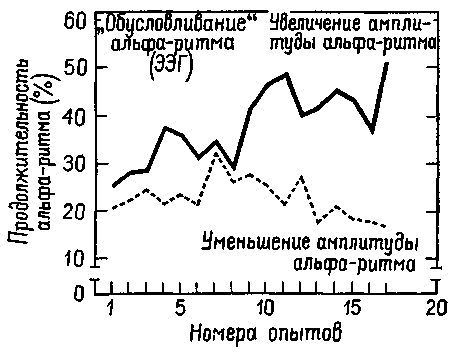 „Обусловливание“
альфа-ритма
(ЭЭГ)
Увеличение ампли-
туды альфа-ритма
Продолжительность
альфа-ритма (%)
60
50
40
30
20
10
0
Уменьшение амплитуды
альфа-ритма
1 5 10 15 20
Номера опытов